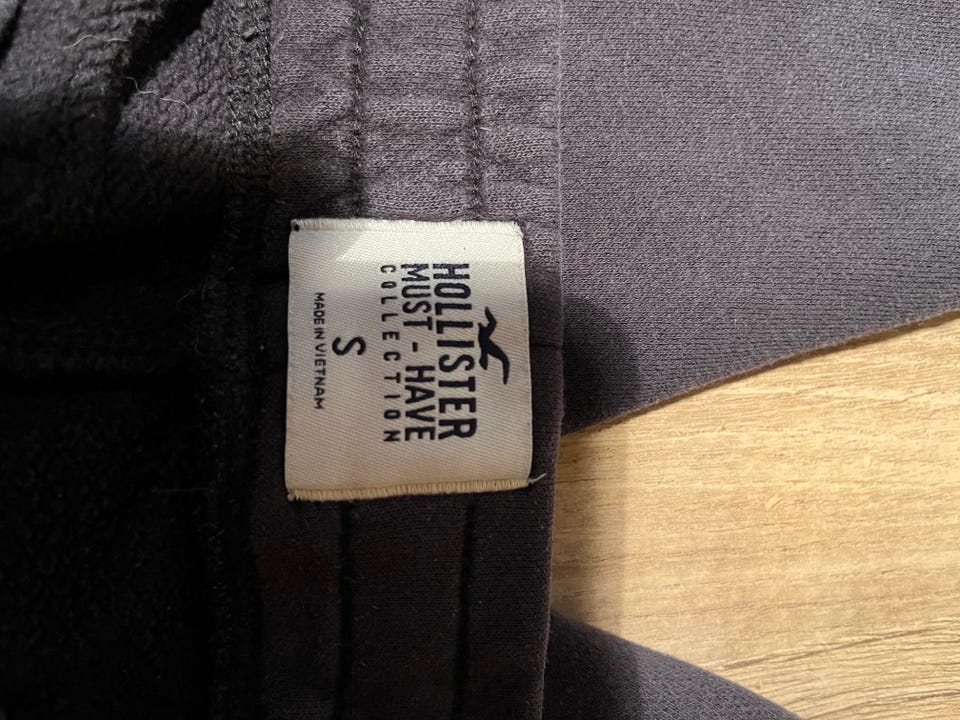 HOLLISTER
MUST - HAVE
COLLECTION
S
MADE IN VIETNAM